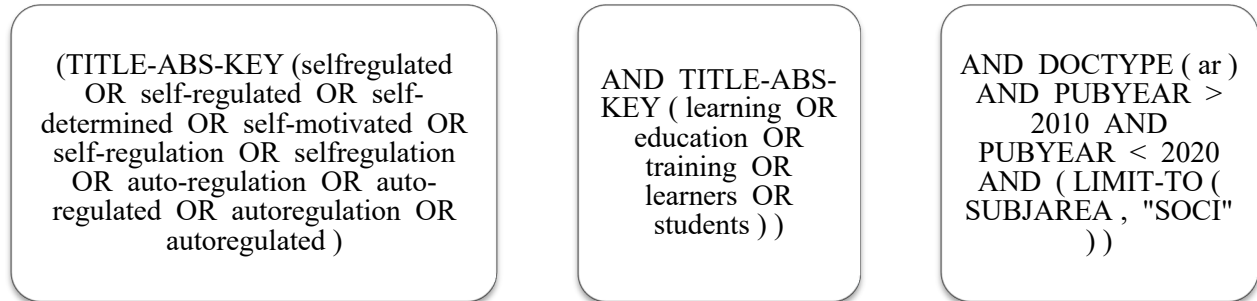 (TITLE-ABS-KEY (selfregulated
OR self-regulated OR self-
determined OR self-motivated OR
self-regulation OR selfregulation
OR auto-regulation OR auto-
regulated OR autoregulation OR
autoregulated )
AND TITLE-ABS-
KEY ( learning OR
education OR
training OR
learners OR
students ) )
AND DOCTYPE ( ar )
AND PUBYEAR >
2010 AND
PUBYEAR < 2020
AND ( LIMIT-TO (
SUBJAREA , "SOCI"
) )